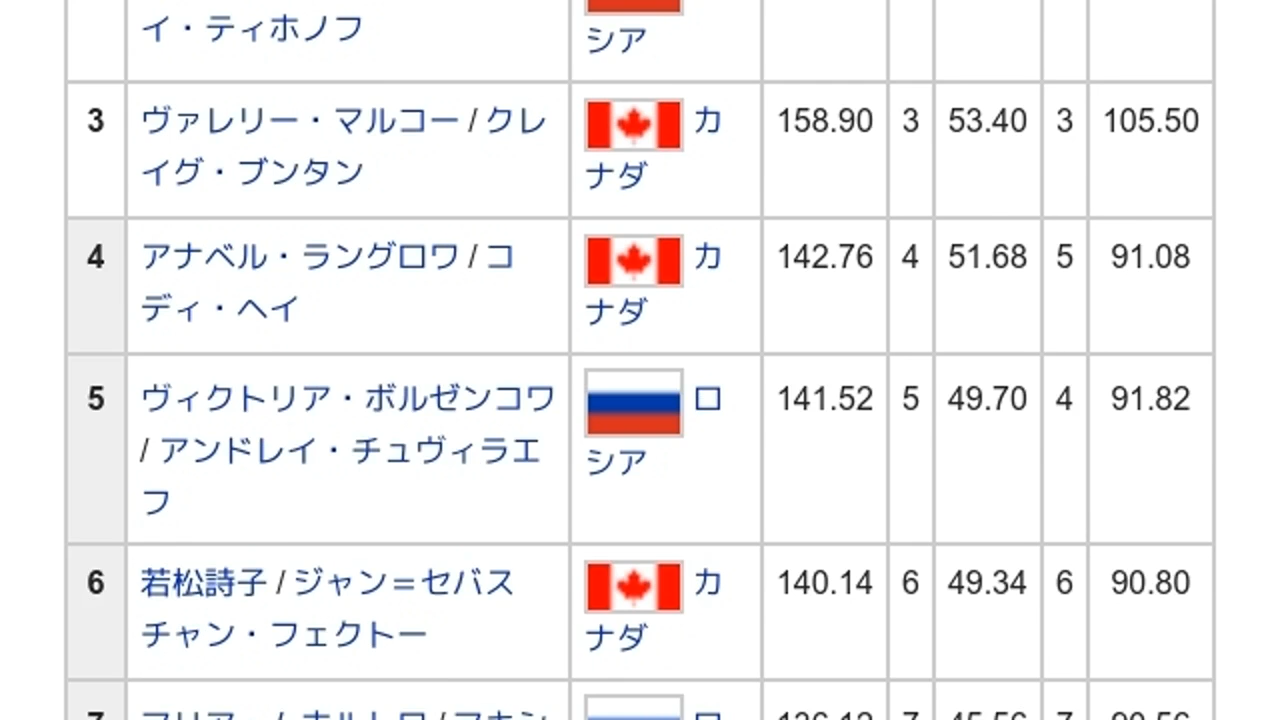 イ・ティホノフ
シア
3 ヴァレリー・マルコー / クレ カ 158.90 3 53.40 3 105.50
イグ・ブンタン ナダ
4 アナベル・ラングロワ / コ カ 142.76 4 51.68 5 91.08
ディ・ヘイ ナダ
5 ヴィクトリア・ボルゼンコワ ロ 141.52 5 49.70 4 91.82
/ アンドレイ・チュヴィラエ シア
フ
6 若松詩子 / ジャン＝セバス カ 140.14 6 49.34 6 90.80
チャン・フェクトー ナダ